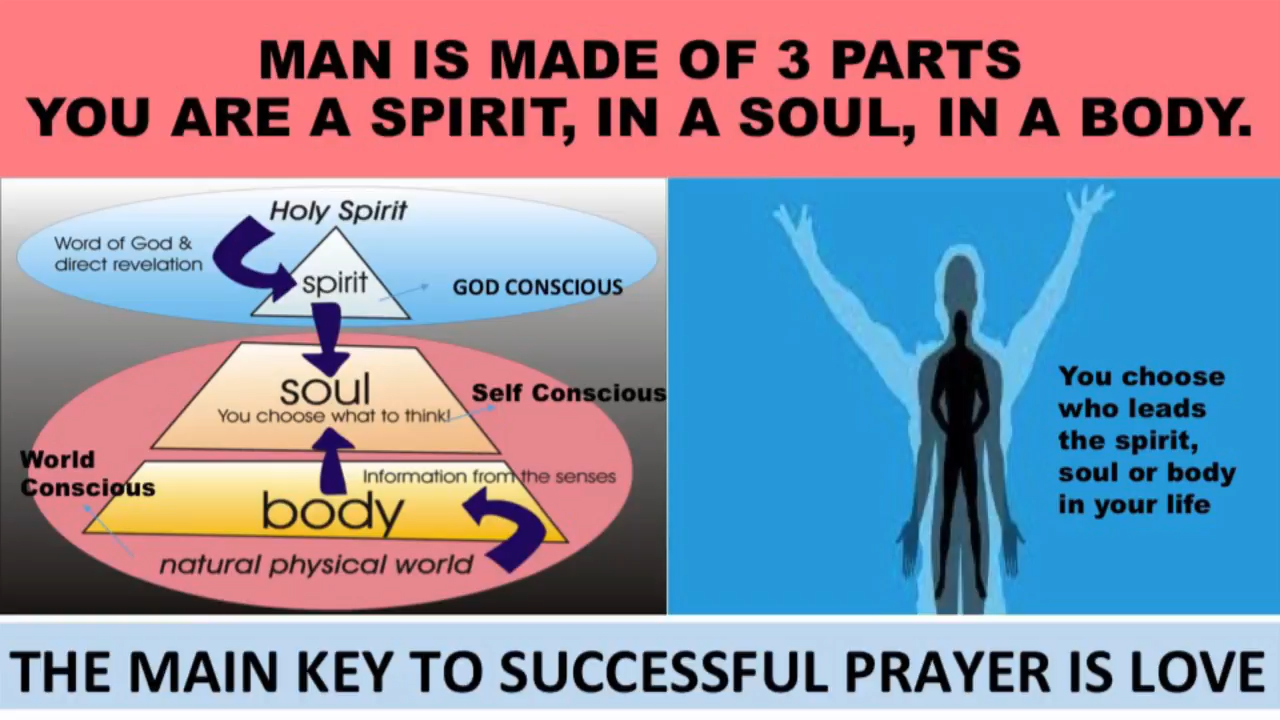 MAN IS MADE OF 3 PARTS
YOU ARE A SPIRIT, IN A SOUL, IN A BODY.
Holy Spirit
Word of God &
direct revelation
spirit
GOD CONSCIOUS
soul
You choose what to think!
Self Conscious
World
Conscious
Information from the senses
body
natural physical world
You choose
who leads
the spirit,
soul or body
in your life
THE MAIN KEY TO SUCCESSFUL PRAYER IS LOVE